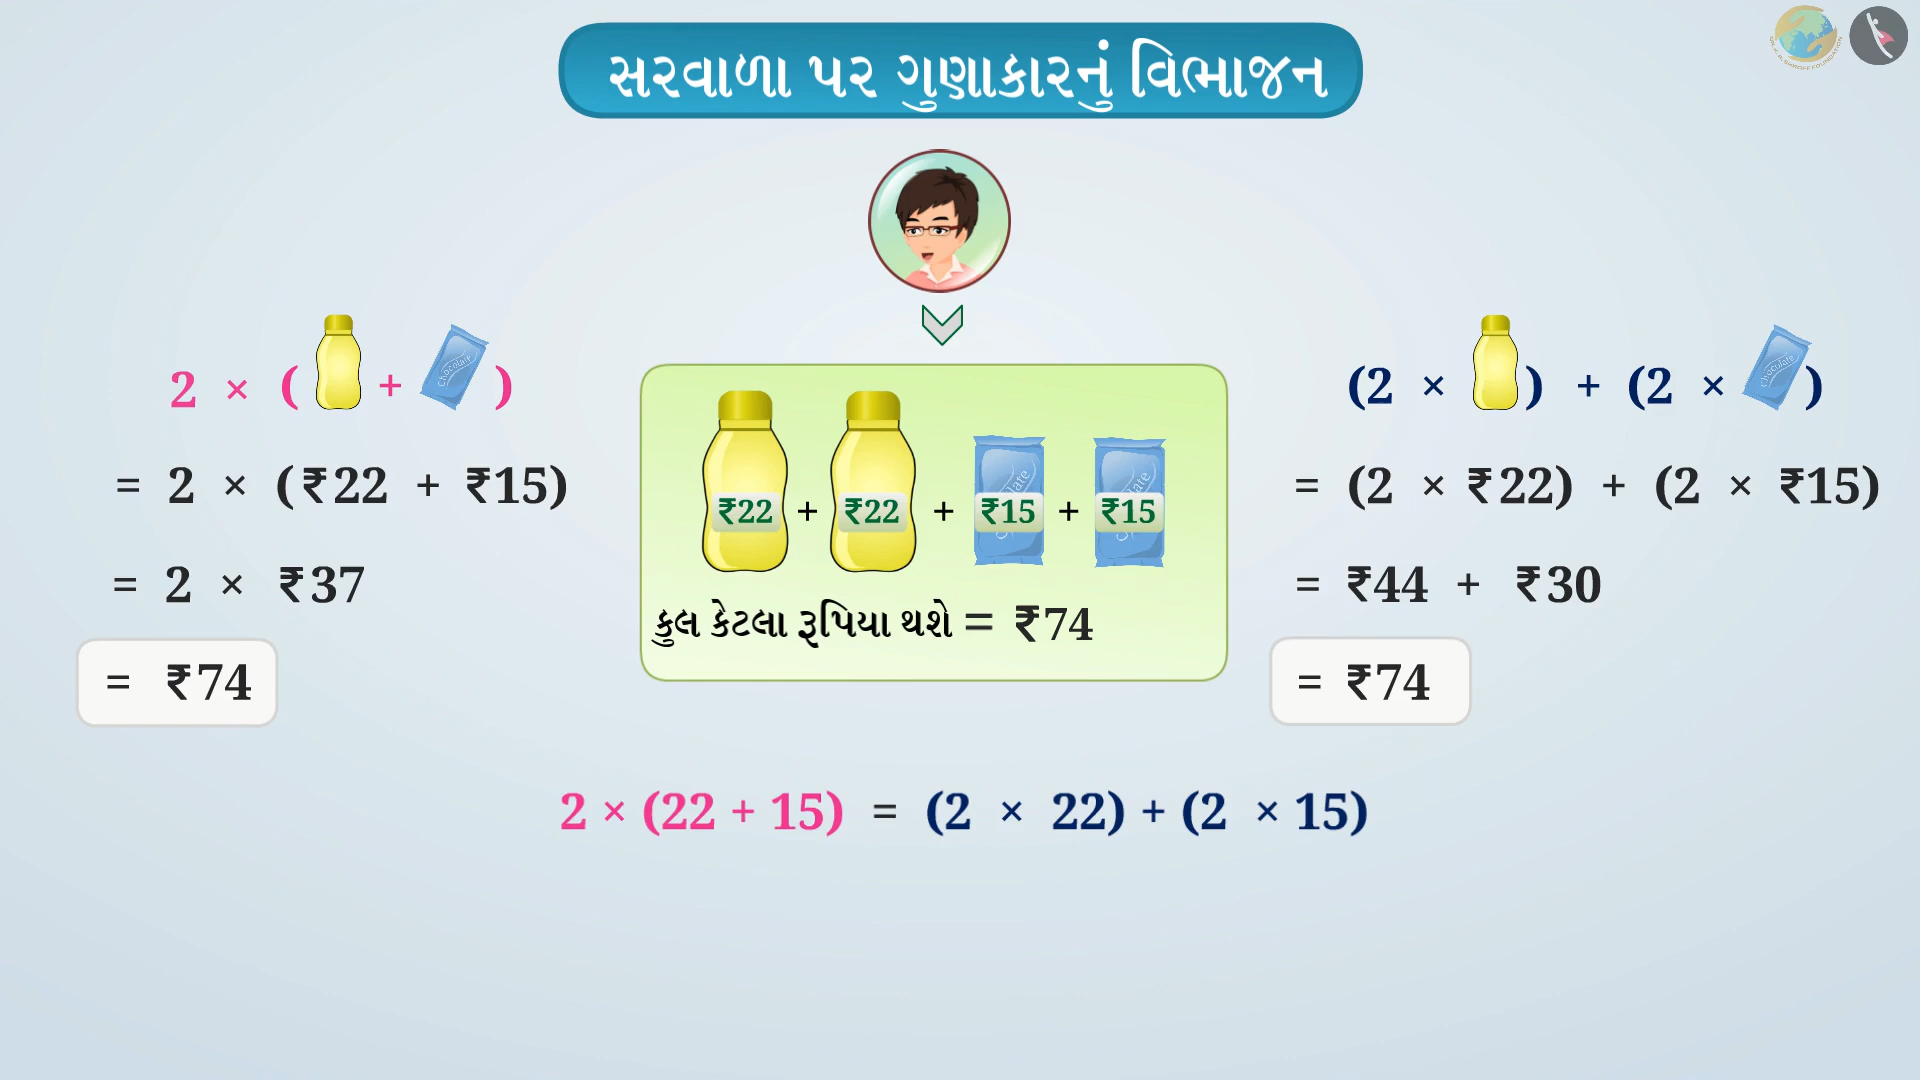 સરવાળા પર ગુણાકારનું વિભાજન
2 × ( + )
= 2 × (₹22 + ₹15)
= 2 × ₹37
= ₹74
₹22 + ₹22 + ₹15 + ₹15
કુલ કેટલા રૂપિયા થશે = ₹74
(2 × ) + (2 × )
= (2 × ₹22) + (2 × ₹15)
= ₹44 + ₹30
= ₹74
2 × (22 + 15) = (2 × 22) + (2 × 15)